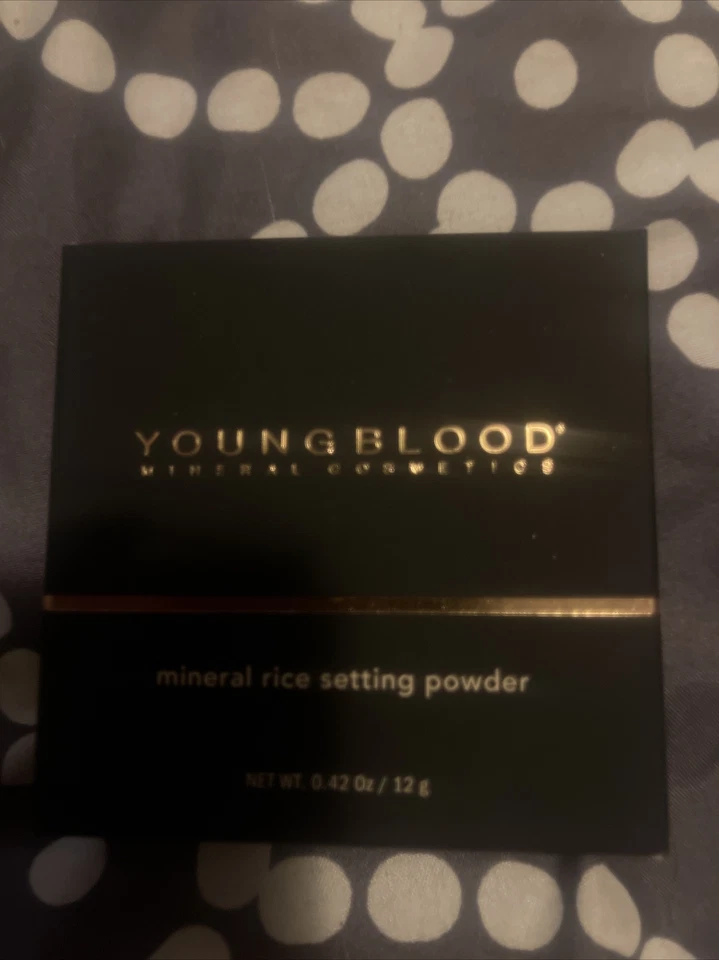 YOUNGBLOOD®
MINERAL COSMETICS
mineral rice setting powder
NET WT. 0.42 Oz / 12 g